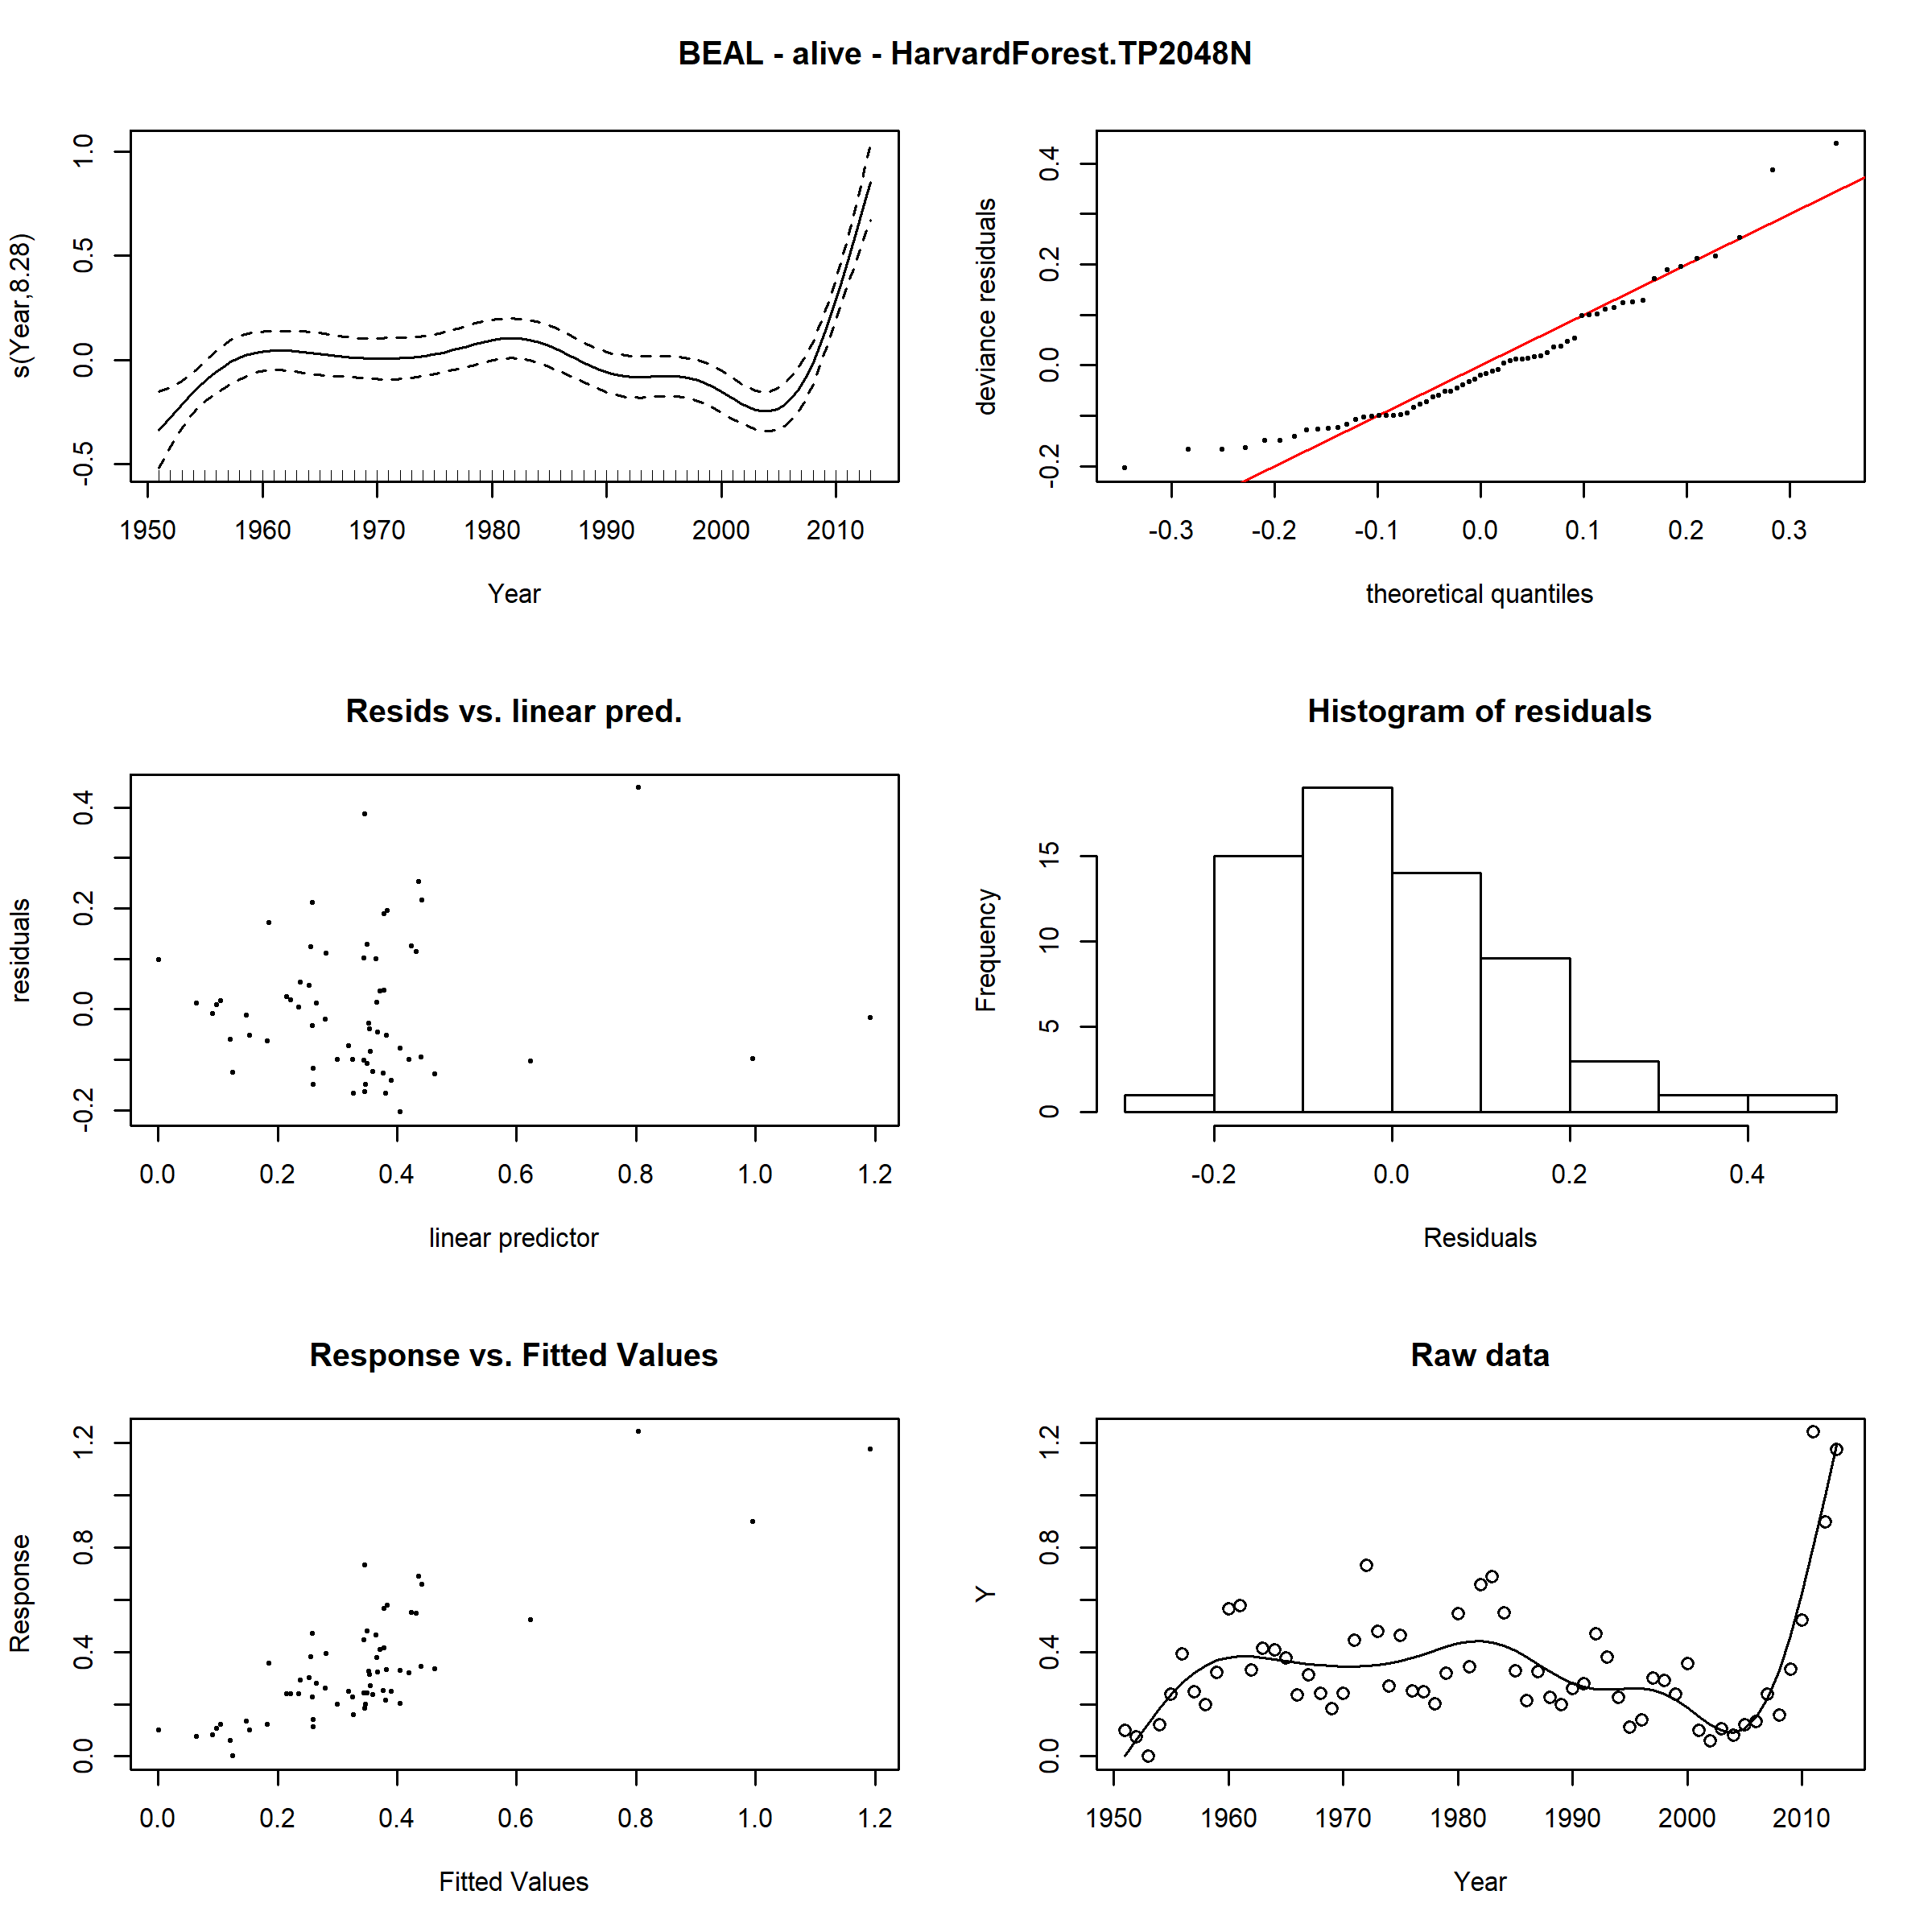 BEAL - alive - HarvardForest.TP2048N
s(Year,8.28)
-0.5 0.0 0.5 1.0
1950 1960 1970 1980 1990 2000 2010
Year
deviance residuals
-0.2 0.0 0.2 0.4
-0.3 -0.2 -0.1 0.0 0.1 0.2 0.3
theoretical quantiles
Resids vs. linear pred.
residuals
-0.2 0.0 0.2 0.4
0.0 0.2 0.4 0.6 0.8 1.0 1.2
linear predictor
Histogram of residuals
Frequency
0 5 10 15
-0.2 0.0 0.2 0.4
Residuals
Response vs. Fitted Values
Response
0.0 0.4 0.8 1.2
0.0 0.2 0.4 0.6 0.8 1.0 1.2
Fitted Values
Raw data
Y
0.0 0.4 0.8 1.2
1950 1960 1970 1980 1990 2000 2010
Year